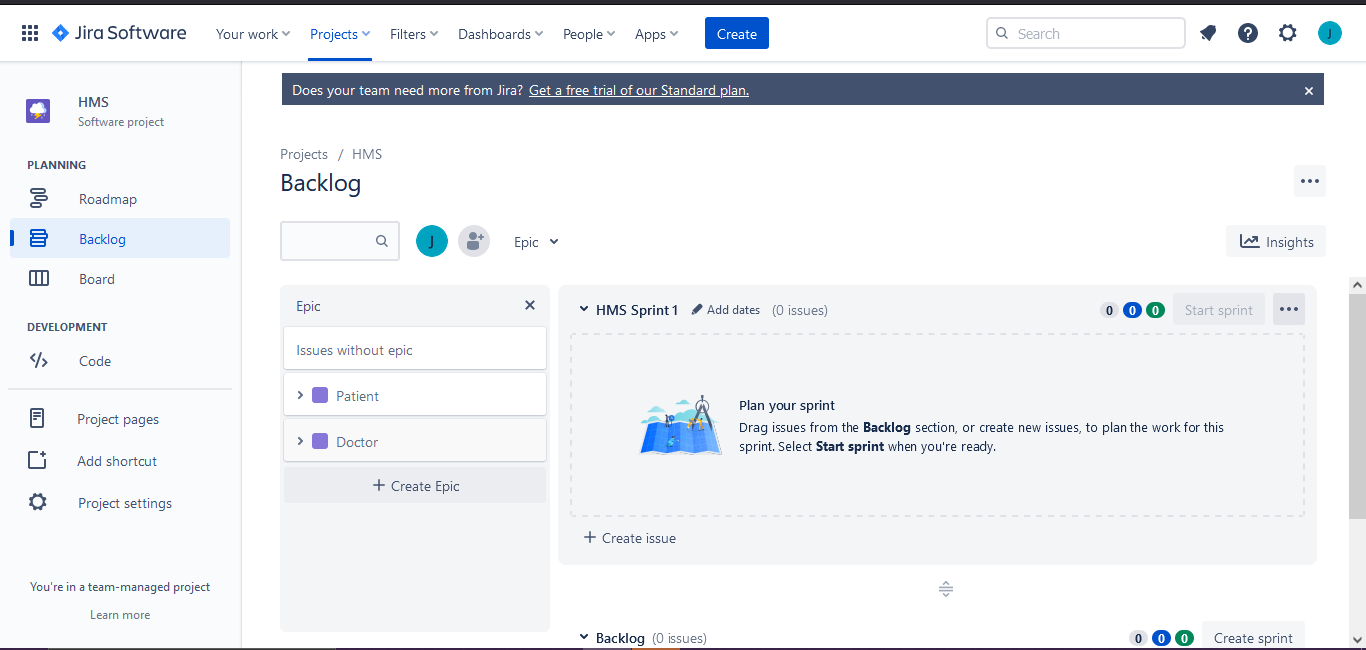 Jira Software
Your work
Projects
Filters
Dashboards
People
Apps
Create
Search
?
J
HMS
Software project
PLANNING
Roadmap
Backlog
Board
DEVELOPMENT
Code
Project pages
Add shortcut
Project settings
You're in a team-managed project
Learn more
Does your team need more from Jira? Get a free trial of our Standard plan.
Projects / HMS
Backlog
J
Epic
Insights
Epic
Issues without epic
Patient
Doctor
+ Create Epic
HMS Sprint 1 Add dates (0 issues)
0 0 0 Start sprint
Plan your sprint
Drag issues from the Backlog section, or create new issues, to plan the work for this
sprint. Select Start sprint when you're ready.
+ Create issue
Backlog (0 issues)
0 0 0 Create sprint